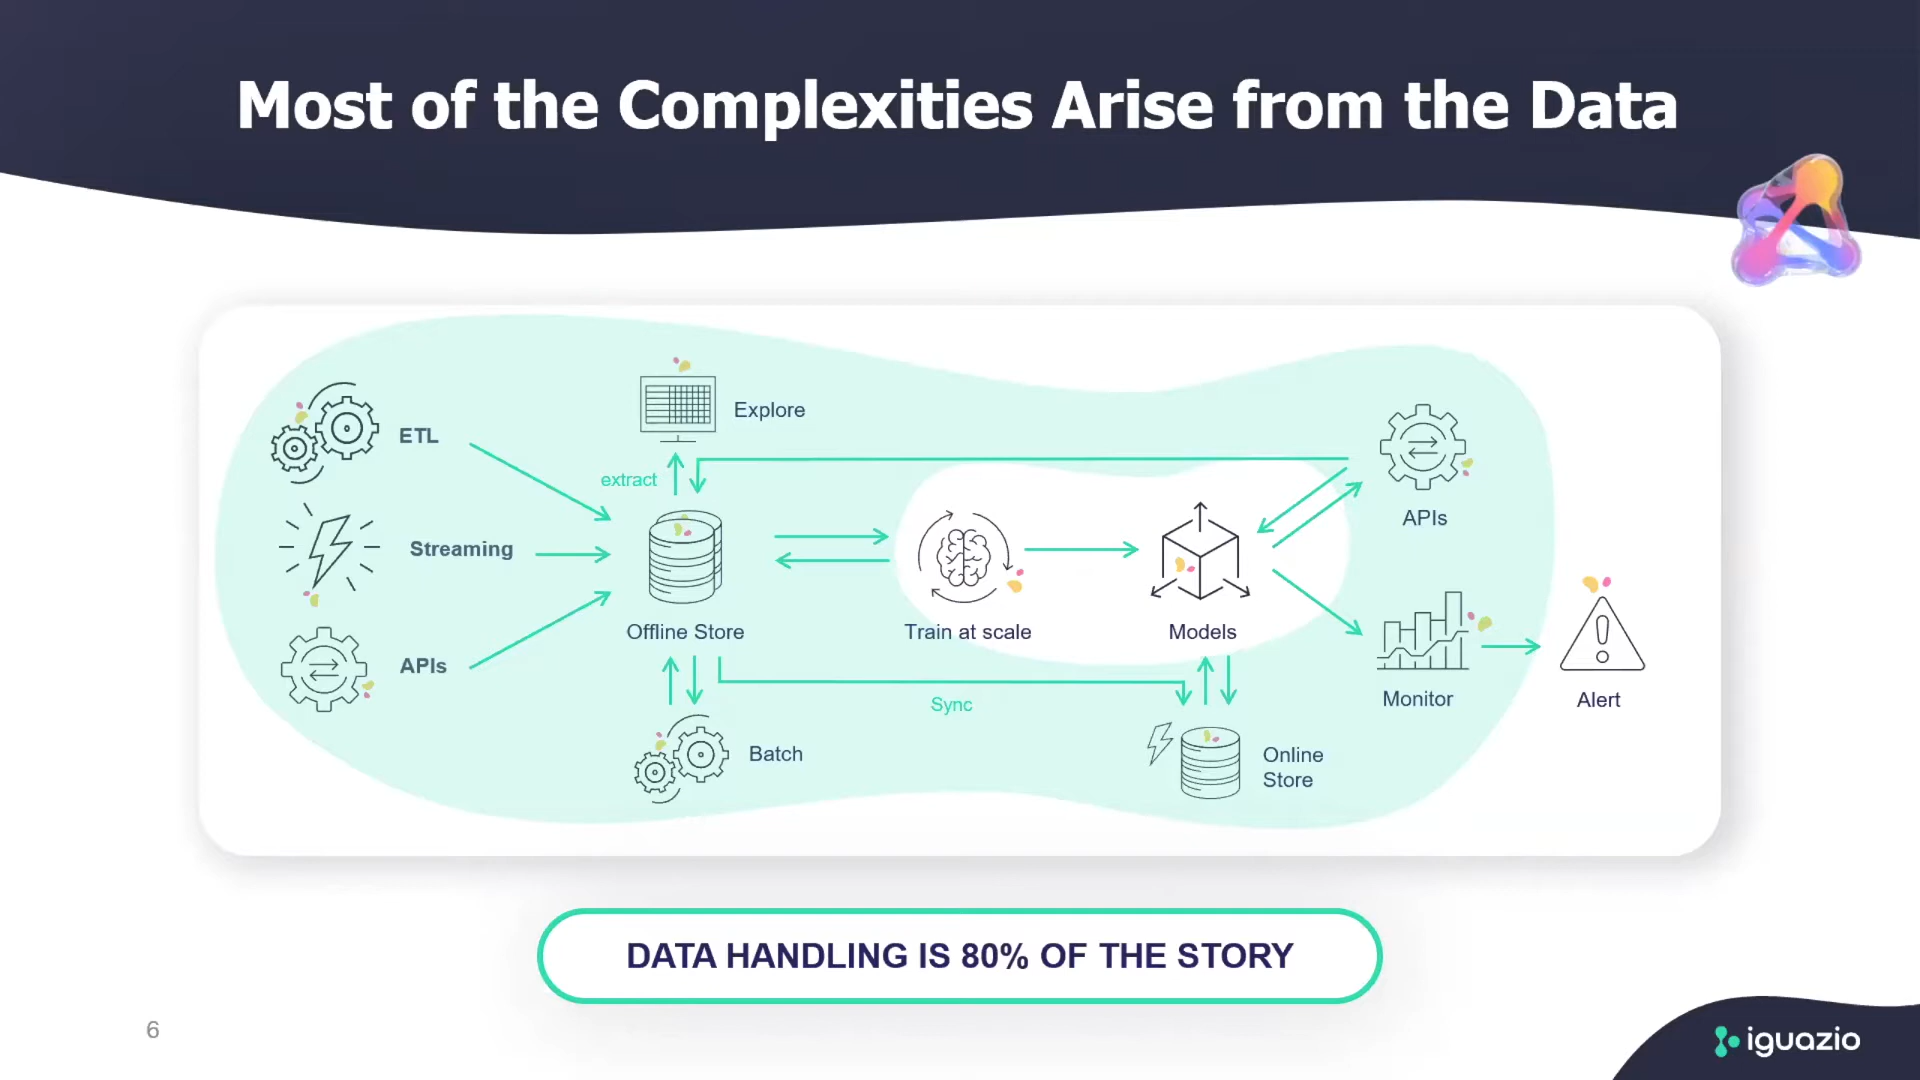 Most of the Complexities Arise from the Data
Explore
ETL
extract
Streaming
APIs
APIs
Offline Store
Train at scale
Models
Sync
Monitor
Alert
Batch
Online
Store
DATA HANDLING IS 80% OF THE STORY
6
iguazio